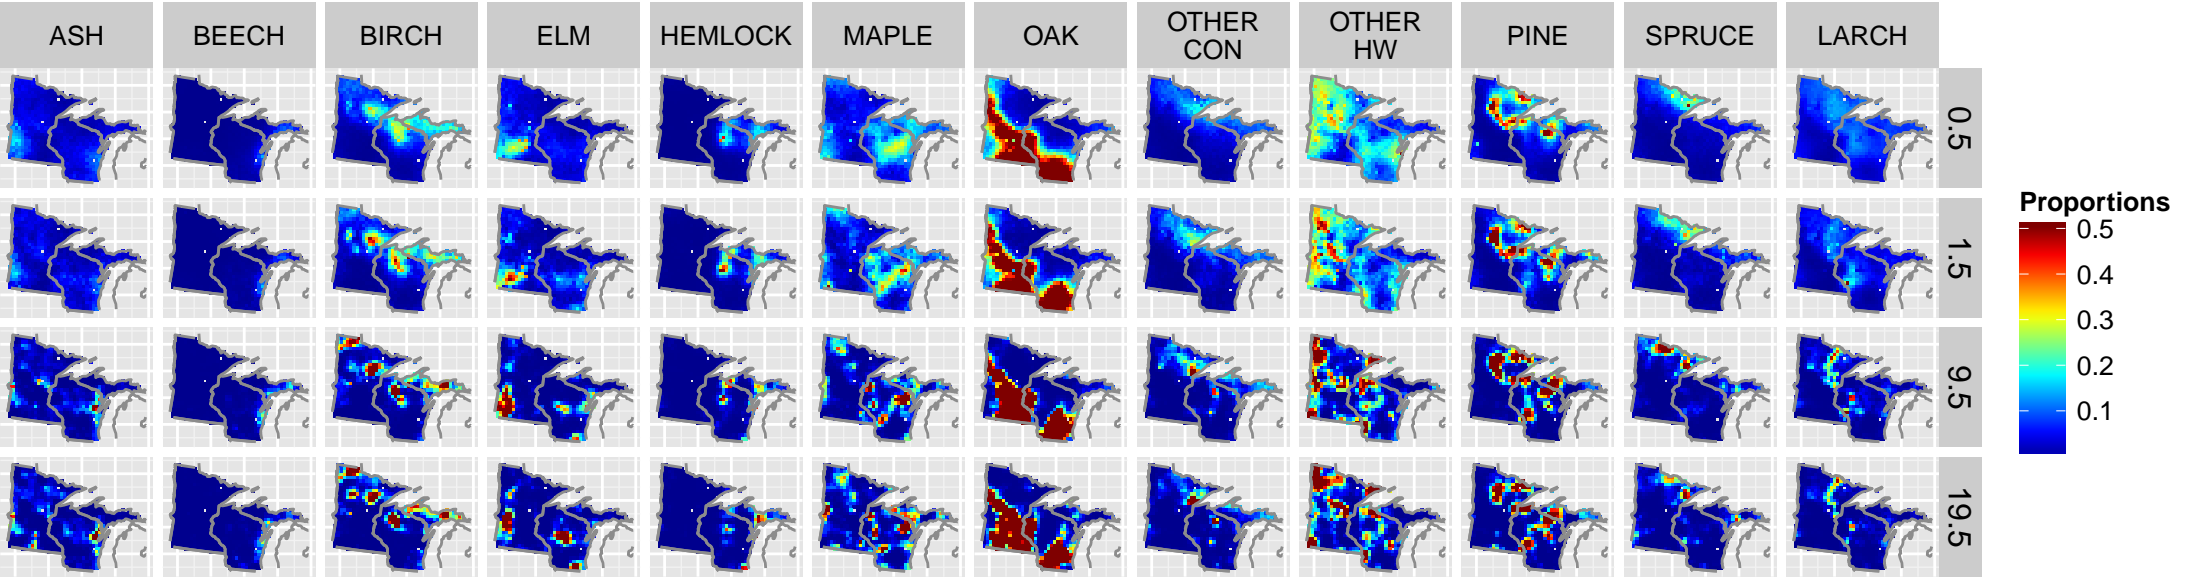 ASH
BEECH
BIRCH
ELM
HEMLOCK
MAPLE
OAK
OTHER
CON
OTHER
HW
PINE
SPRUCE
LARCH
0.5
1.5
9.5
19.5
Proportions
0.5
0.4
0.3
0.2
0.1